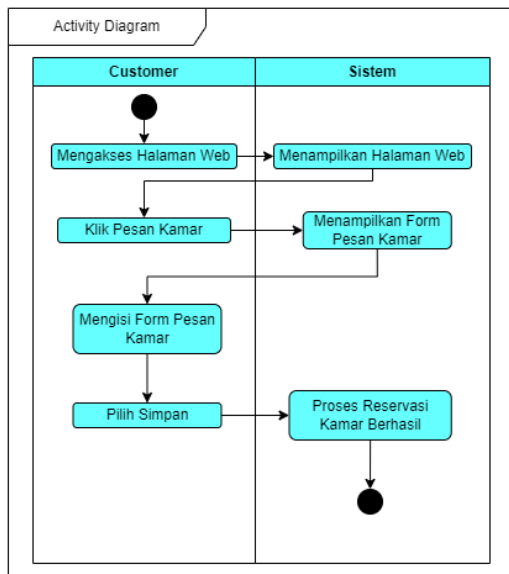 Activity Diagram
Customer
Sistem
Mengakses Halaman Web
Menampilkan Halaman Web
Klik Pesan Kamar
Menampilkan Form
Pesan Kamar
Mengisi Form Pesan
Kamar
Pilih Simpan
Proses Reservasi
Kamar Berhasil